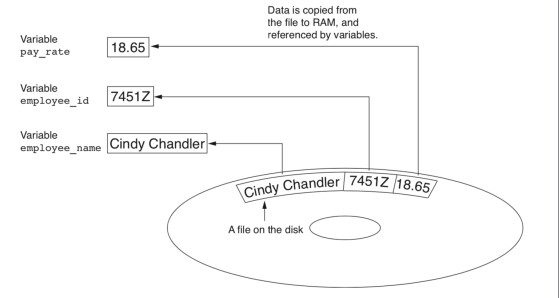 Data is copied from
the file to RAM, and
referenced by variables.
Variable
pay_rate
18.65
Variable
employee_id
7451Z
Variable
employee_name
Cindy Chandler
Cindy Chandler 7451Z 18.65
A file on the disk